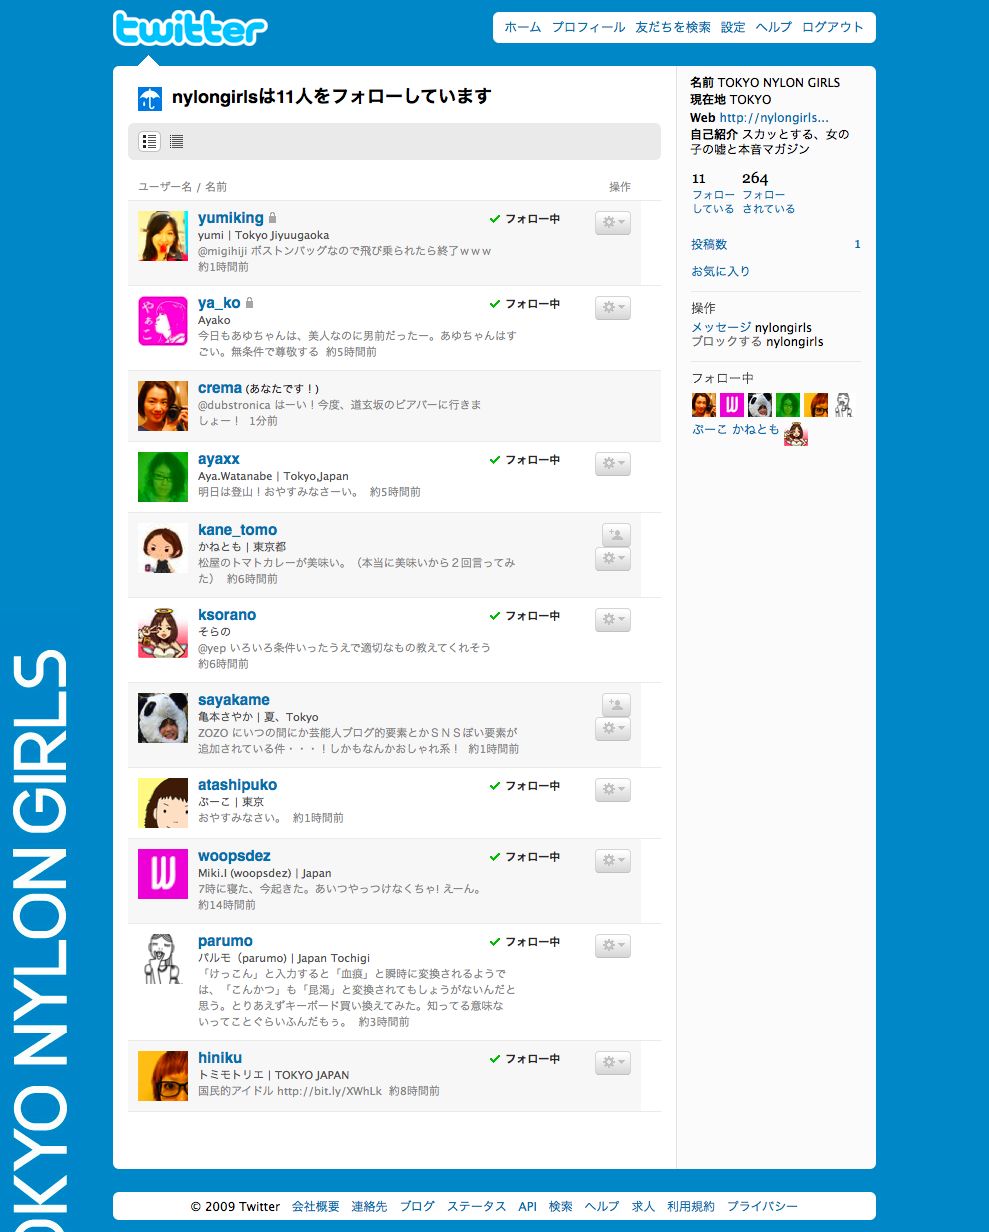 twitter
ホーム プロフィール 友だちを検索 設定 ヘルプ ログアウト
nylongirlsは11人をフォローしています
ユーザー名 / 名前 操作
yumiking フォロー中
yumi | Tokyo Jiyuugaoka
@migihiji ボストンバッグなので飛び乗られたら終了ｗｗｗ
約1時間前
やぁこ
ya_ko フォロー中
Ayako
今日もあゆちゃんは、美人なのに男前だったー。あゆちゃんはす
ごい。無条件で尊敬する 約5時間前
crema (あなたです！)
@dubstronica はーい！今度、道玄坂のビアバーに行きま
しょー！ 1分前
ayaxx フォロー中
Aya.Watanabe | Tokyo,Japan
明日は登山！おやすみなさーい。 約5時間前
kane_tomo
かねとも | 東京都
松屋のトマトカレーが美味い。（本当に美味いから２回言ってみ
た） 約6時間前
ksorano フォロー中
そらの
@yep いろいろ条件いったうえで適切なもの教えてくれそう
約6時間前
sayakame
亀本さやか | 夏、Tokyo
ZOZO にいつの間にか芸能人ブログ的要素とかＳＮＳぽい要素が
追加されている件・・・！しかもなんかおしゃれ系！ 約1時間前
atashipuko フォロー中
ぷーこ | 東京
おやすみなさい。 約1時間前
W
woopsdez フォロー中
Miki.I (woopsdez) | Japan
7時に寝た、今起きた。あいつやっつけなくちゃ! えーん。
約14時間前
parumo フォロー中
パルモ（parumo) | Japan Tochigi
「けっこん」と入力すると「血痕」と瞬時に変換されるようで
は、「こんかつ」も「昆渇」と変換されてもしょうがないんだと
思う。とりあえずキーボード買い換えてみた。知ってる意味な
いってことぐらいふんだもぅ。 約3時間前
hiniku フォロー中
トミモトリエ | TOKYO JAPAN
国民的アイドル http://bit.ly/XWhLk 約8時間前
名前 TOKYO NYLON GIRLS
現在地 TOKYO
Web http://nylongirls...
自己紹介 スカッとする、女の
子の嘘と本音マガジン
11 264
フォロー フォロー
している されている
投稿数 1
お気に入り
操作
メッセージ nylongirls
ブロックする nylongirls
フォロー中
W
ぷーこ かねとも
OKYO NYLON GIRLS
© 2009 Twitter 会社概要 連絡先 ブログ ステータス API 検索 ヘルプ 求人 利用規約 プライバシー